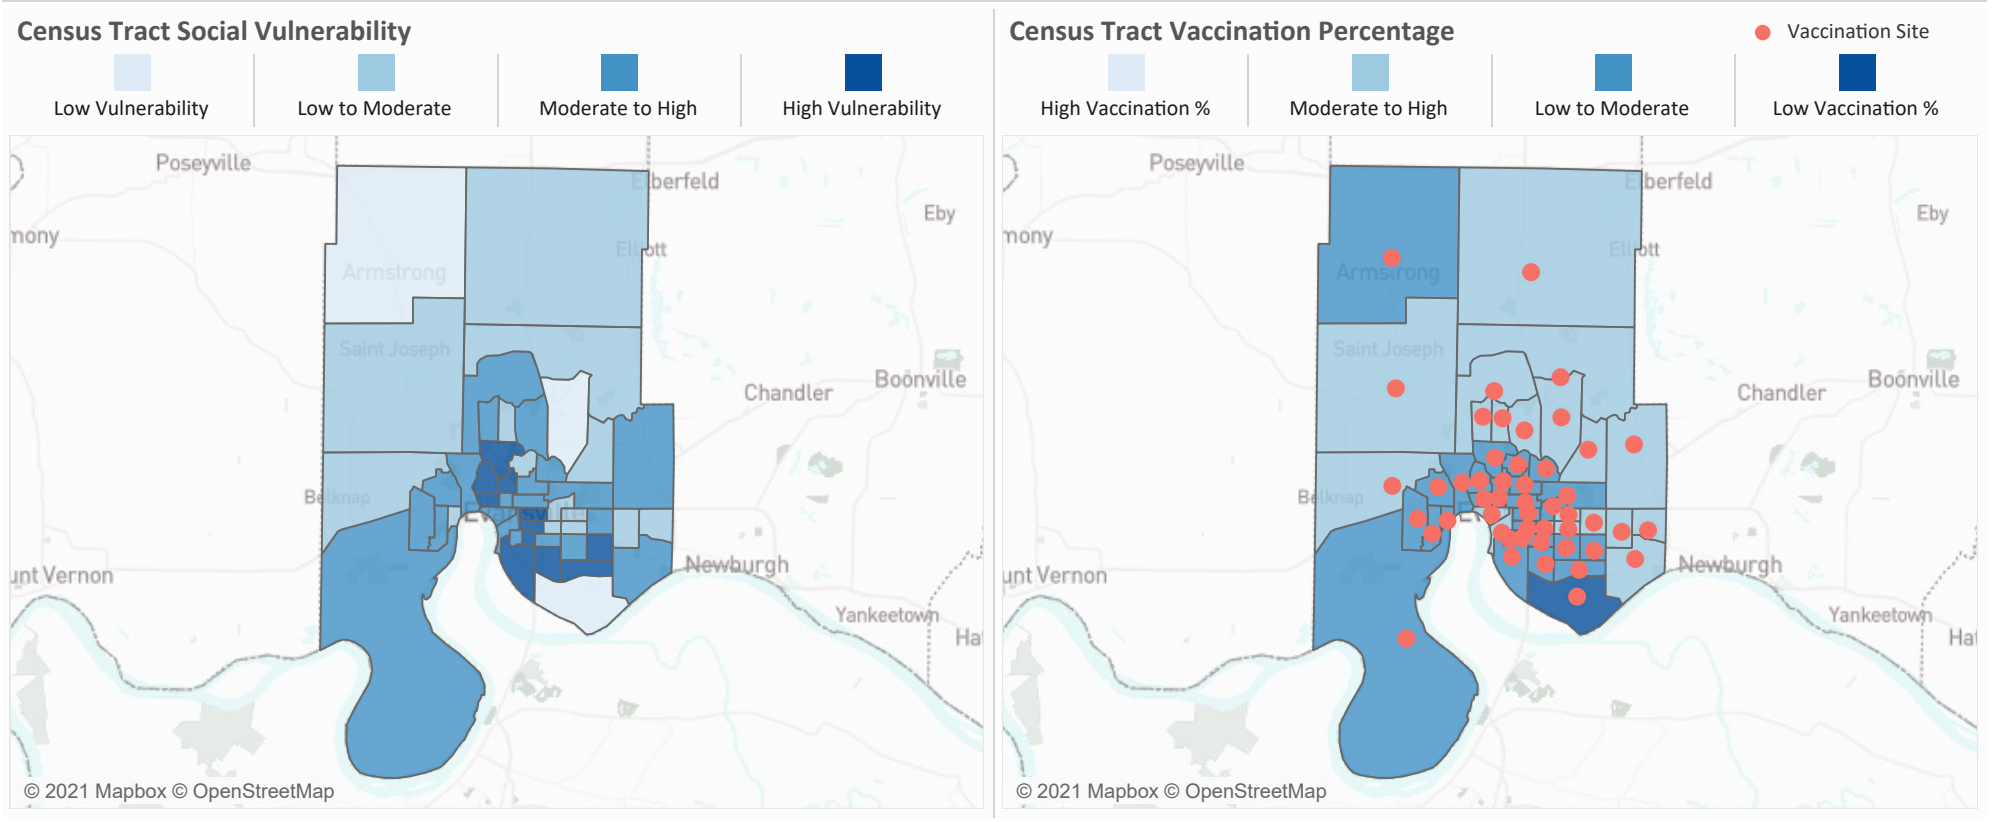 Census Tract Social Vulnerability
Low Vulnerability
Low to Moderate
Moderate to High
High Vulnerability
Poseyville
Elberfeld
Eby
mony
Elliott
Armstrong
Saint Joseph
Boonville
Chandler
Belknap
Evansville
Newburgh
unt Vernon
Yankeetown
Hat
© 2021 Mapbox © OpenStreetMap
Census Tract Vaccination Percentage
Vaccination Site
High Vaccination %
Moderate to High
Low to Moderate
Low Vaccination %
Poseyville
Elberfeld
Eby
mony
Elliott
Armstrong
Saint Joseph
Boonville
Chandler
Belknap
Newburgh
unt Vernon
Yankeetown
Hat
© 2021 Mapbox © OpenStreetMap